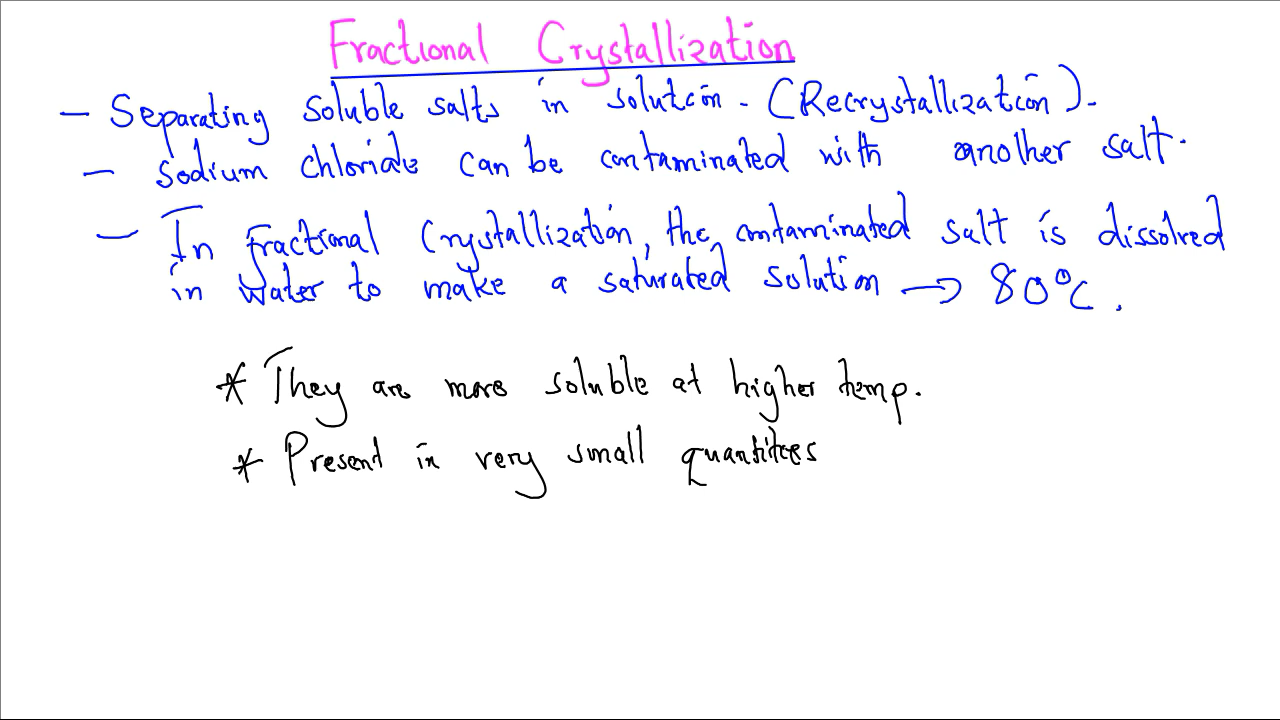 Fractional Crystallization
- Separating soluble salts in solution - (Recrystallization).
- Sodium chloride can be contaminated with another salt.
- In fractional crystallization, the contaminated salt is dissolved
in water to make a saturated solution → 80°C.
* They are more soluble at higher temp.
* Present in very small quantities